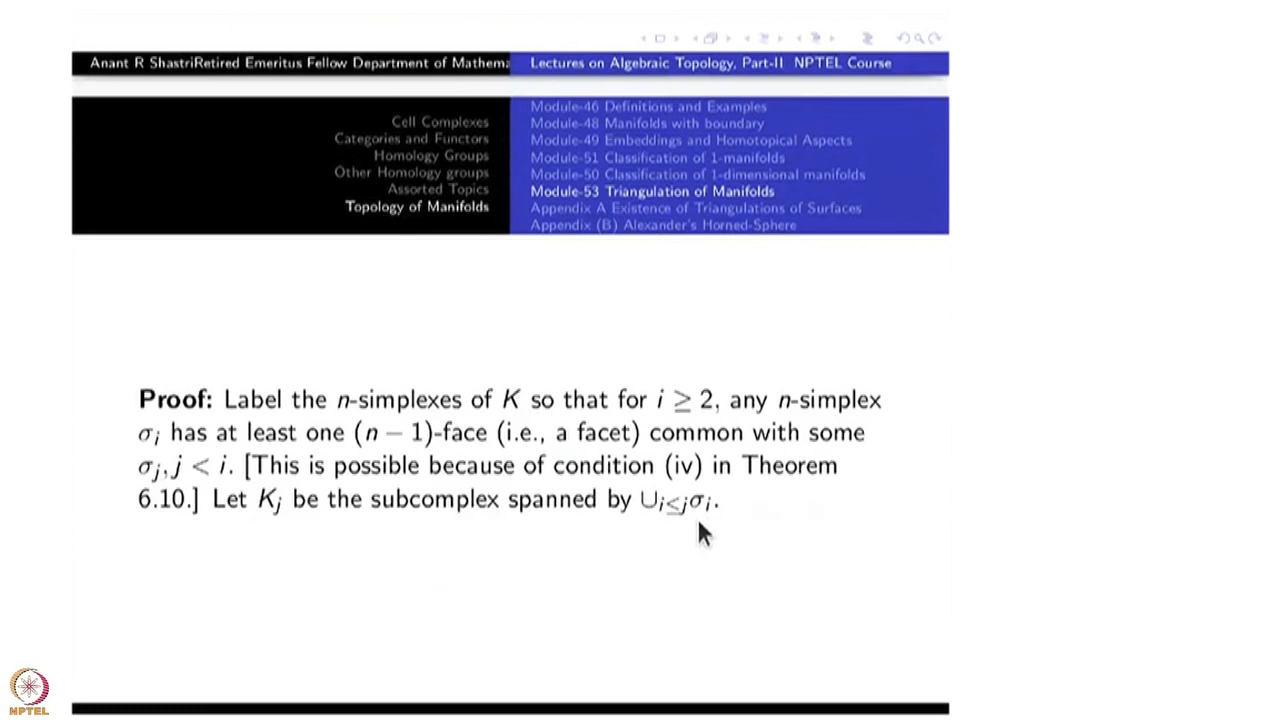 Anant R ShastriRetired Emeritus Fellow Department of Mathema
Lectures on Algebraic Topology, Part-II NPTEL Course
Cell Complexes
Categories and Functors
Homology Groups
Other Homology groups
Assorted Topics
Topology of Manifolds
Module-46 Definitions and Examples
Module-48 Manifolds with boundary
Module-49 Embeddings and Homotopical Aspects
Module-51 Classification of 1-manifolds
Module-50 Classification of 1-dimensional manifolds
Module-53 Triangulation of Manifolds
Appendix A Existence of Triangulations of Surfaces
Appendix (B) Alexander's Horned-Sphere
Proof: Label the n-simplexes of K so that for i ≥ 2, any n-simplex
σᵢ has at least one (n − 1)-face (i.e., a facet) common with some
σⱼ, j < i. [This is possible because of condition (iv) in Theorem
6.10.] Let Kⱼ be the subcomplex spanned by ∪ᵢ≤ⱼσᵢ.
NPTEL